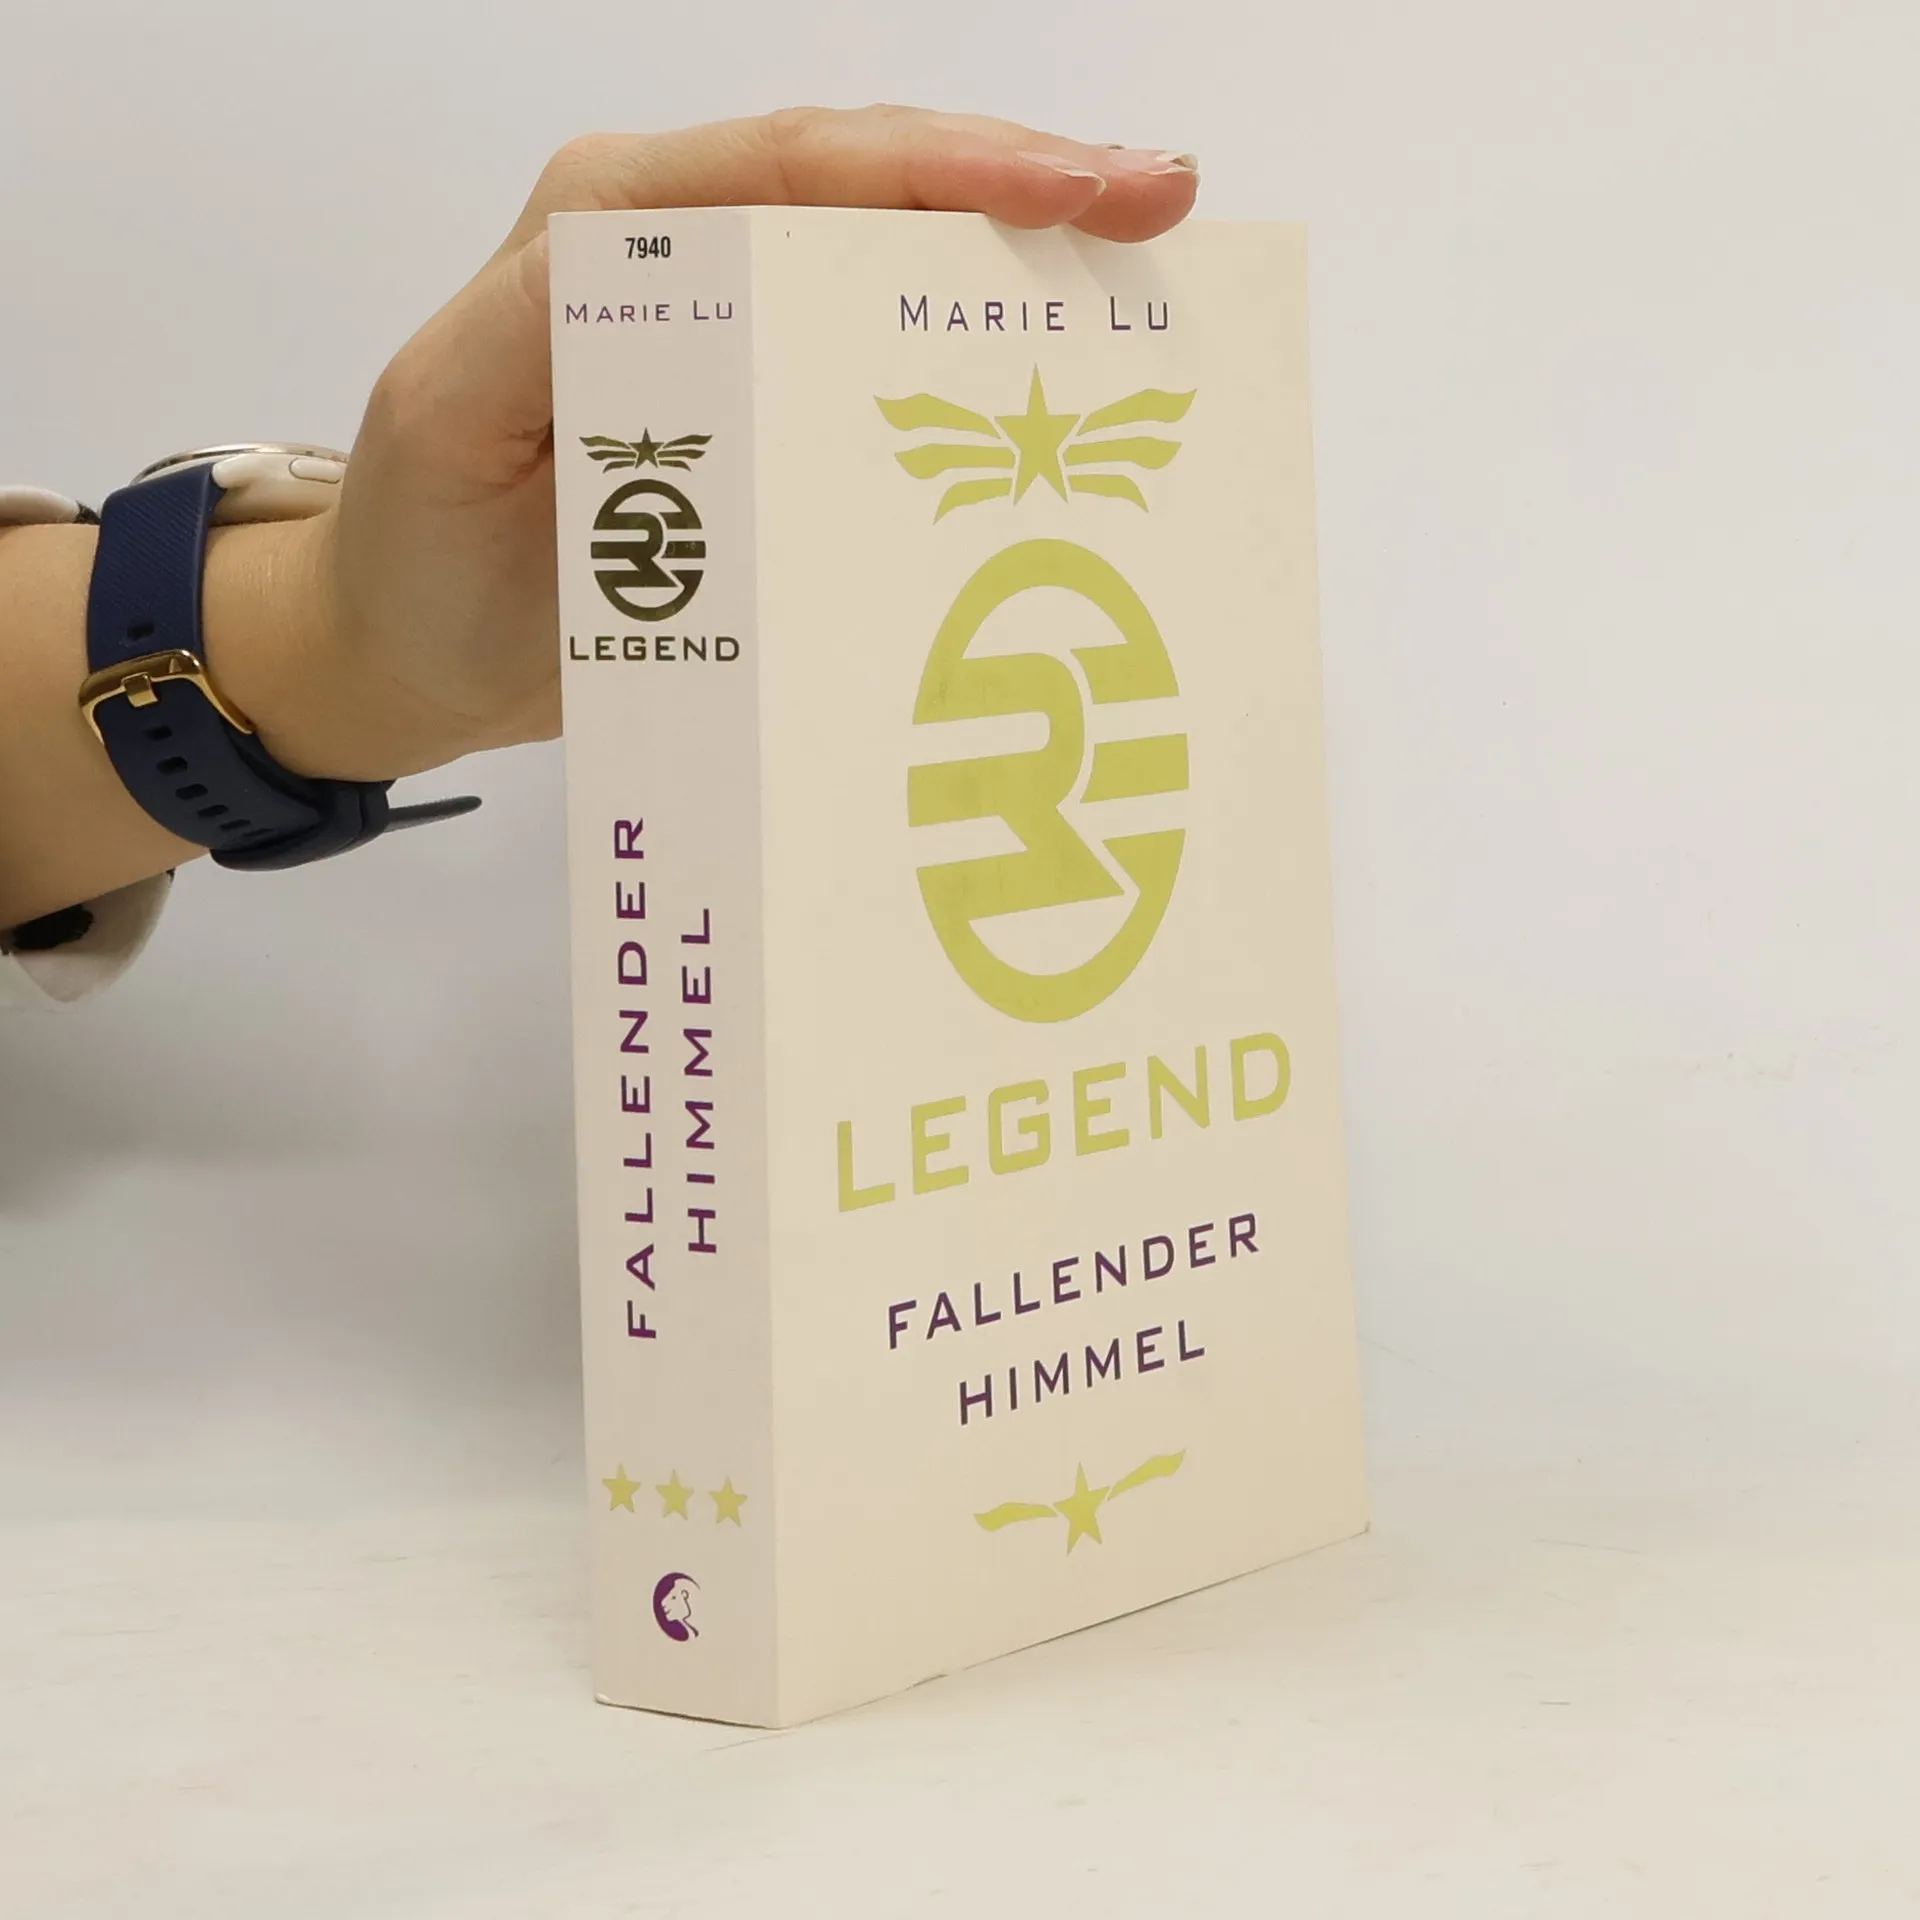 7940
MARIE LU
LEGEND
FALLENDER
HIMMEL
MARIE LU
R
LEGEND
FALLENDER
HIMMEL